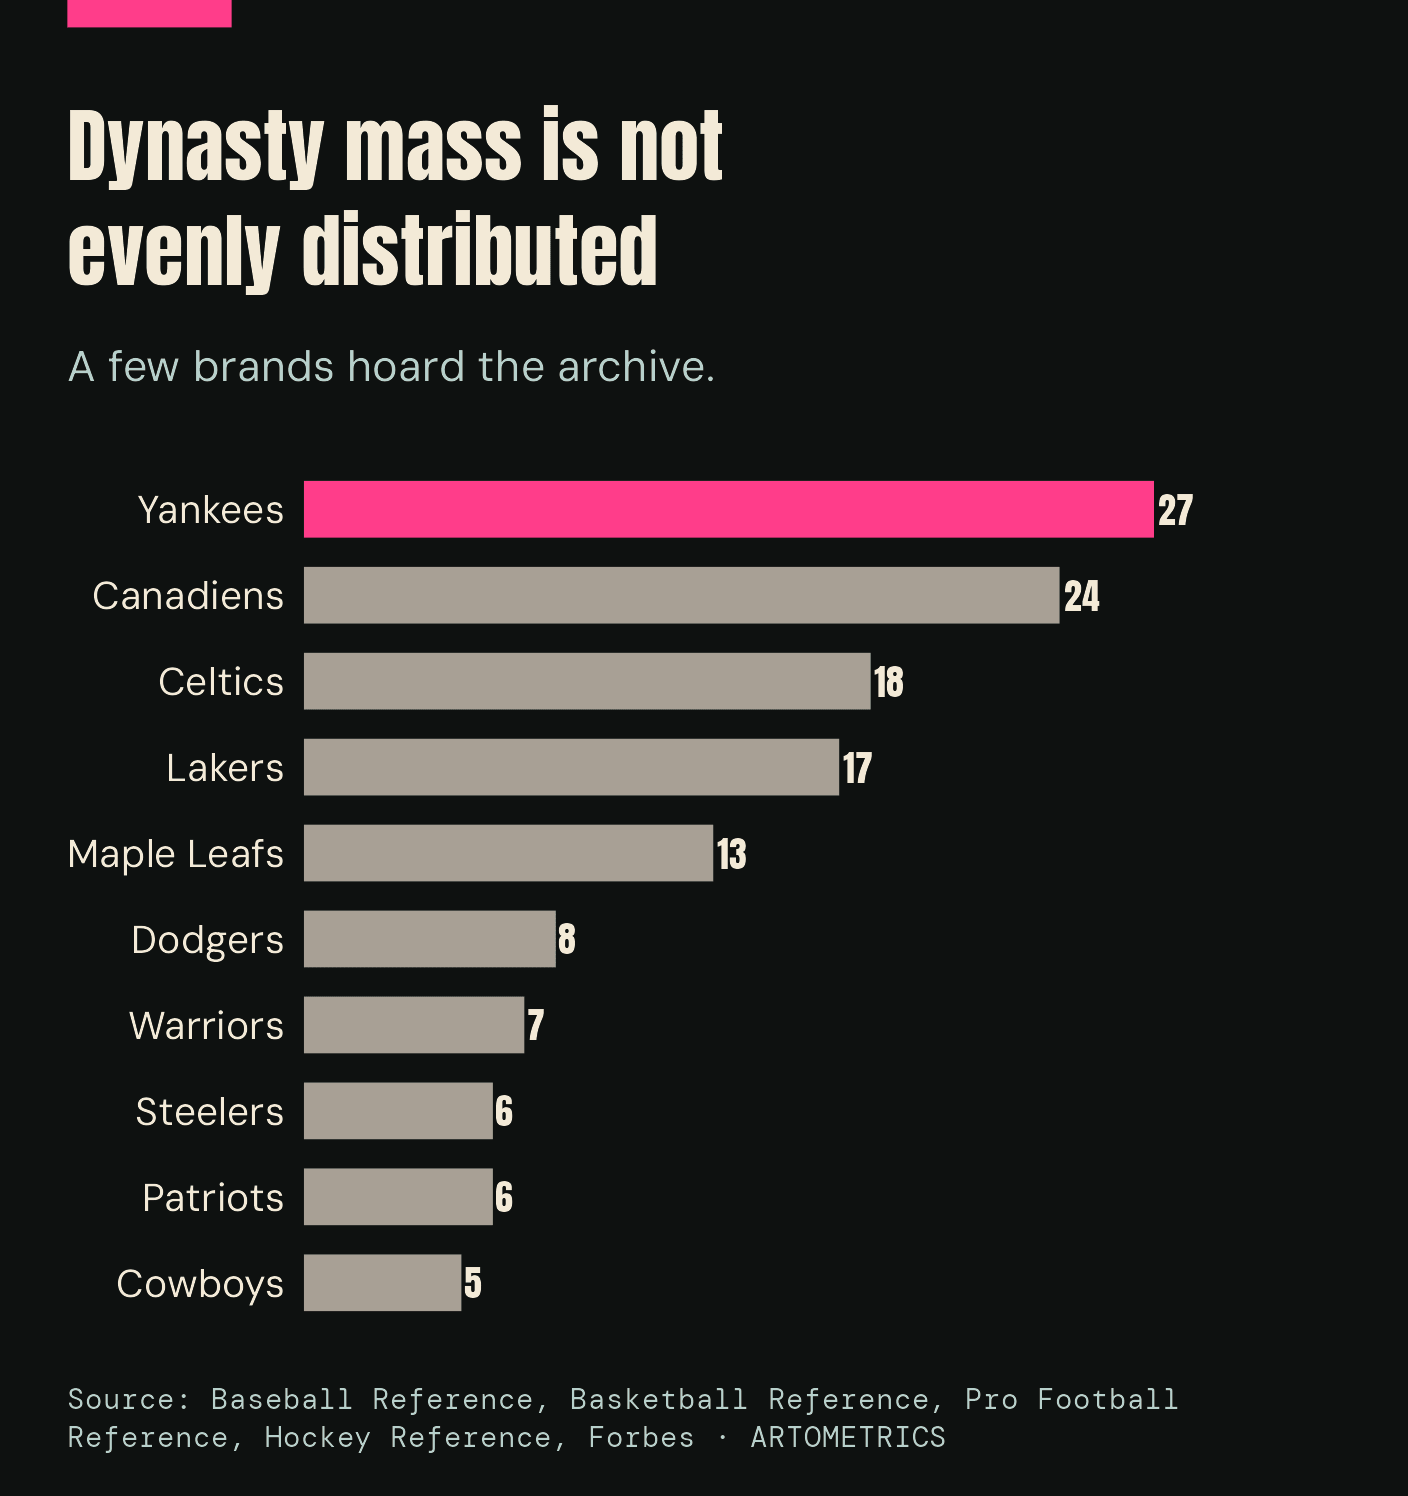 Dynasty mass is not
evenly distributed
A few brands hoard the archive.
Yankees 27
Canadiens 24
Celtics 18
Lakers 17
Maple Leafs 13
Dodgers 8
Warriors 7
Steelers 6
Patriots 6
Cowboys 5
Source: Baseball Reference, Basketball Reference, Pro Football
Reference, Hockey Reference, Forbes · ARTOMETRICS